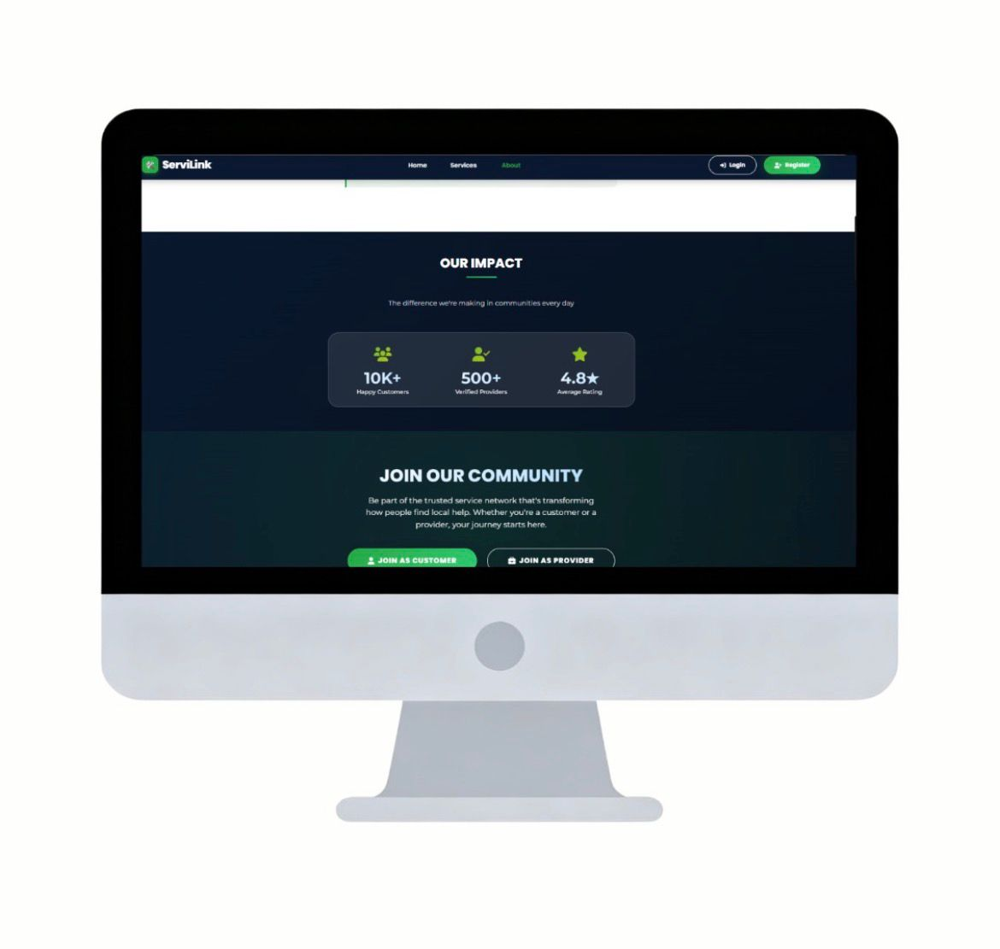 ServiLink
Home
Services
About
Login
Register
OUR IMPACT
The difference we're making in communities every day
10K+
500+
4.8★
Happy Customers
Verified Providers
Average Rating
JOIN OUR COMMUNITY
Be part of the trusted service network that's transforming
how people find local help. Whether you're a customer or a
provider, your journey starts here.
JOIN AS CUSTOMER
JOIN AS PROVIDER